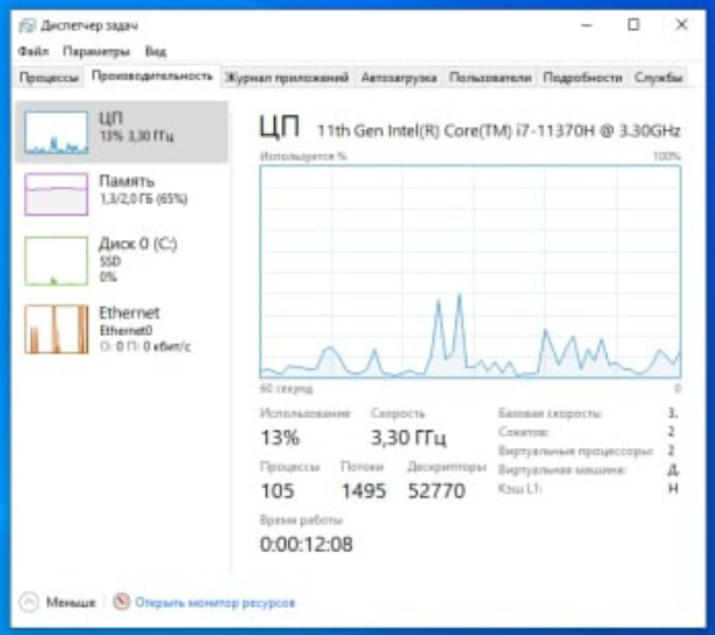 Диспетчер задач
Файл Параметры Вид
Процессы Производительность Журнал приложений Автозагрузка Пользователи Подробности Службы
ЦП
13% 3,30 ГГц
Память
1,3/2,0 ГБ (65%)
Диск 0 (C:)
SSD
0%
Ethernet
Ethernet0
О: 0 П: 0 кбит/с
ЦП 11th Gen Intel(R) Core(TM) i7-11370H @ 3.30GHz
Используется % 100%
60 секунд 0
Использование Скорость
13% 3,30 ГГц
Процессы Потоки Дескрипторы
105 1495 52770
Время работы
0:00:12:08
Базовая скорость: 3.
Сокетов: 2
Виртуальные процессоры: 2
Виртуальная машина: Д
Кэш L1: Н
Меньше Открыть монитор ресурсов